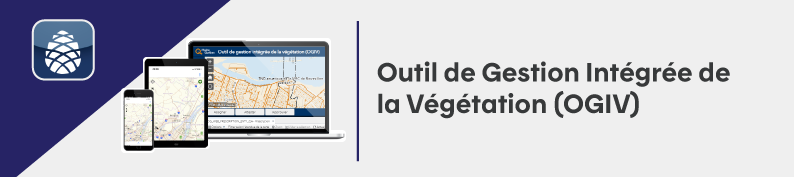 Outil de gestion intégrée de la végétation (OGIV)
Outil de Gestion Intégrée de
la Végétation (OGIV)